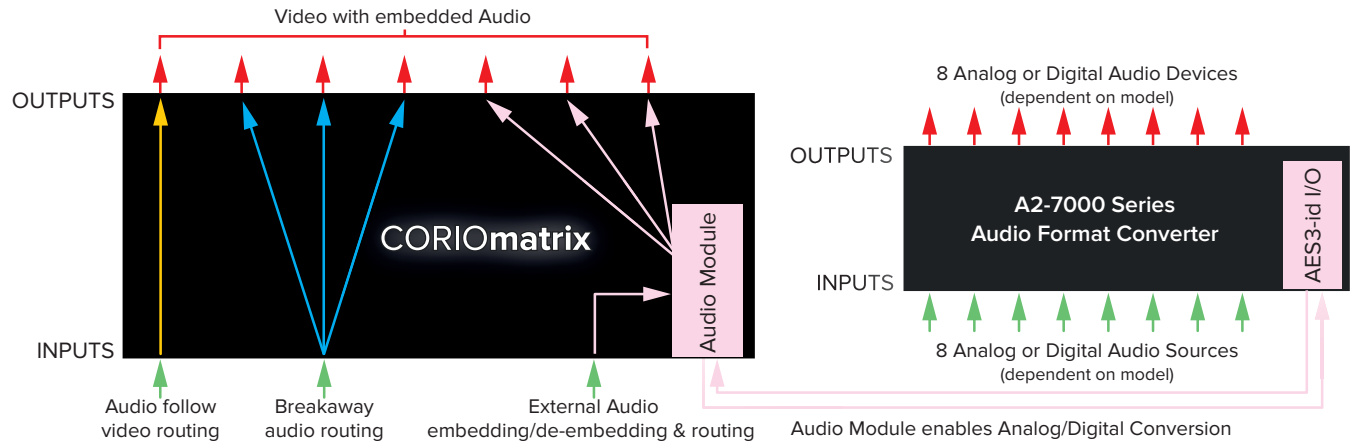 Video with embedded Audio
OUTPUTS
CORIOmatrix
Audio Module
INPUTS
Audio follow
video routing
Breakaway
audio routing
External Audio
embedding/de-embedding & routing
8 Analog or Digital Audio Devices
(dependent on model)
OUTPUTS
A2-7000 Series
Audio Format Converter
AES3-id I/O
INPUTS
8 Analog or Digital Audio Sources
(dependent on model)
Audio Module enables Analog/Digital Conversion